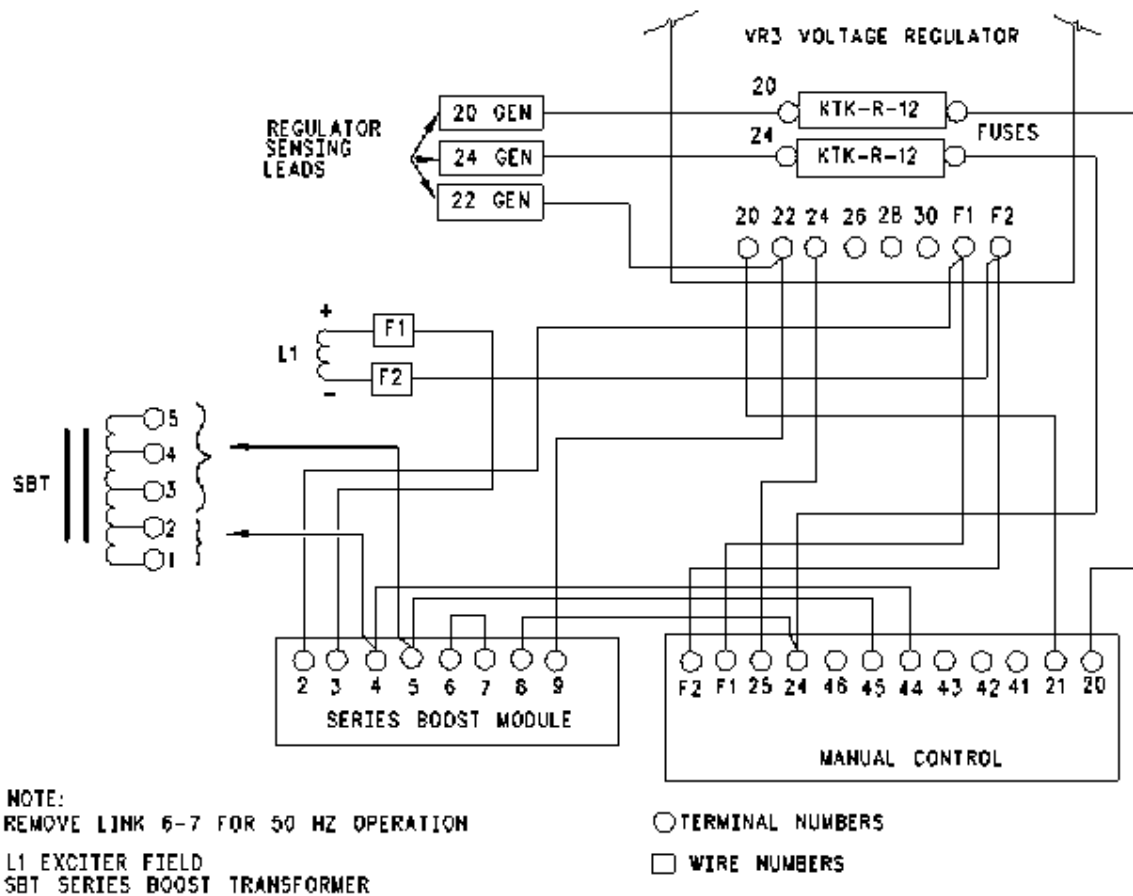 VR3 VOLTAGE REGULATOR
20
KTK-R-12
FUSES
24
KTK-R-12
REGULATOR
SENSING
LEADS
20 GEN
24 GEN
22 GEN
20 22 24 26 28 30 F1 F2
+
L1
F1
F2
-
SBT
5
4
3
2
1
2 3 4 5 6 7 8 9
SERIES BOOST MODULE
F2 F1 25 24 46 45 44 43 42 41 21 20
MANUAL CONTROL
NOTE:
REMOVE LINK 6-7 FOR 50 HZ OPERATION
L1 EXCITER FIELD
SBT SERIES BOOST TRANSFORMER
TERMINAL NUMBERS
WIRE NUMBERS